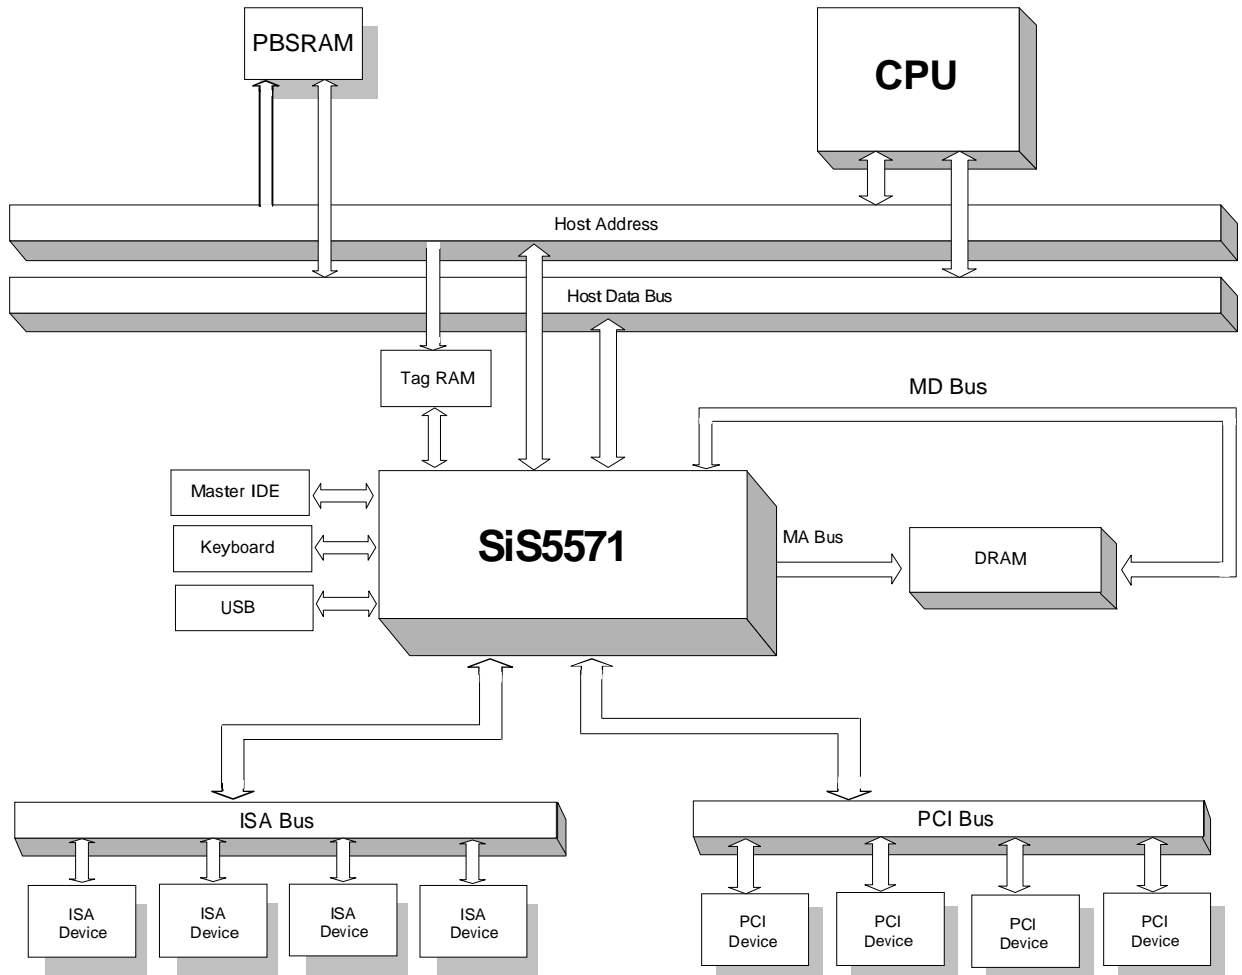 PBSRAM
CPU
Host Address
Host Data Bus
Tag RAM
MD Bus
Master IDE
Keyboard
USB
SiS5571
MA Bus
DRAM
ISA Bus
PCI Bus
ISA
Device
ISA
Device
ISA
Device
ISA
Device
PCI
Device
PCI
Device
PCI
Device
PCI
Device